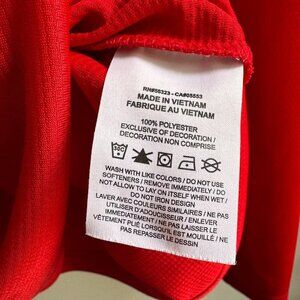 RN#56323 - CA#05553
MADE IN VIETNAM
FABRIQUE AU VIETNAM
100% POLYESTER
EXCLUSIVE OF DECORATION /
DECORATION NON COMPRISE
WASH WITH LIKE COLORS / DO NOT USE
SOFTENERS / REMOVE IMMEDIATELY / DO
NOT ALLOW TO LAY ON ITSELF WHEN WET /
DO NOT IRON DESIGN
LAVER AVEC COULEURS SIMILAIRES / NE PAS
UTILISER D'ADOUCISSEUR / ENLEVER
IMMÉDIATEMENT / NE PAS LAISSER LE
VÊTEMENT PLIÉ LORSQU'IL EST MOUILLÉ / NE
PAS REPASSER LE DESSIN